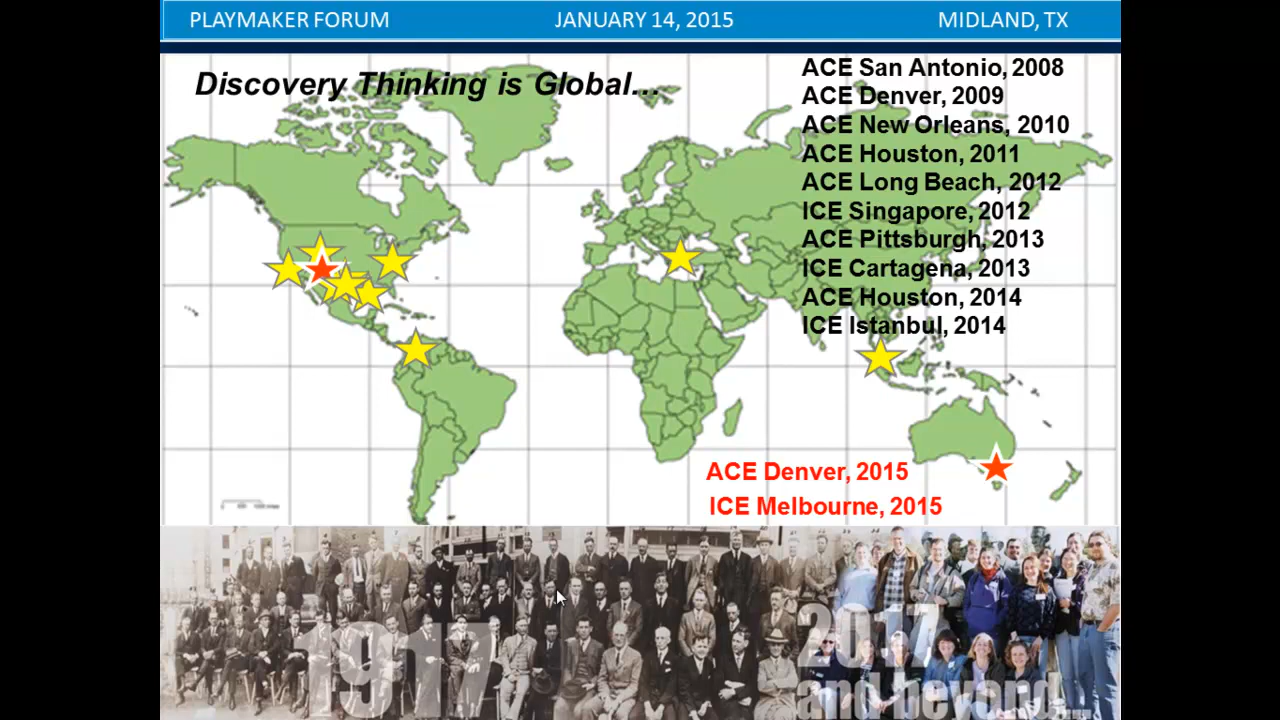 PLAYMAKER FORUM JANUARY 14, 2015 MIDLAND, TX
Discovery Thinking is Global...
ACE San Antonio, 2008
ACE Denver, 2009
ACE New Orleans, 2010
ACE Houston, 2011
ACE Long Beach, 2012
ICE Singapore, 2012
ACE Pittsburgh, 2013
ICE Cartagena, 2013
ACE Houston, 2014
ICE Istanbul, 2014
ACE Denver, 2015
ICE Melbourne, 2015
1917
2017
and beyond...